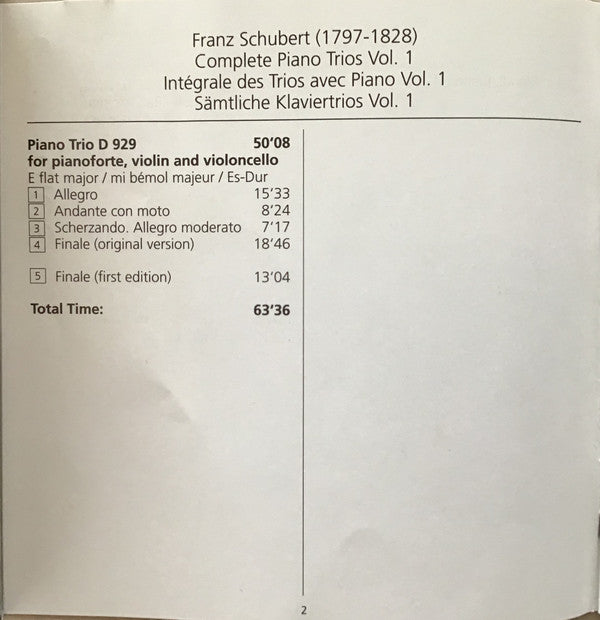 Franz Schubert (1797-1828)
Complete Piano Trios Vol. 1
Intégrale des Trios avec Piano Vol. 1
Sämtliche Klaviertrios Vol. 1
Piano Trio D 929 50'08
for pianoforte, violin and violoncello
E flat major / mi bémol majeur / Es-Dur
1 Allegro 15'33
2 Andante con moto 8'24
3 Scherzando. Allegro moderato 7'17
4 Finale (original version) 18'46
5 Finale (first edition) 13'04
Total Time: 63'36
2